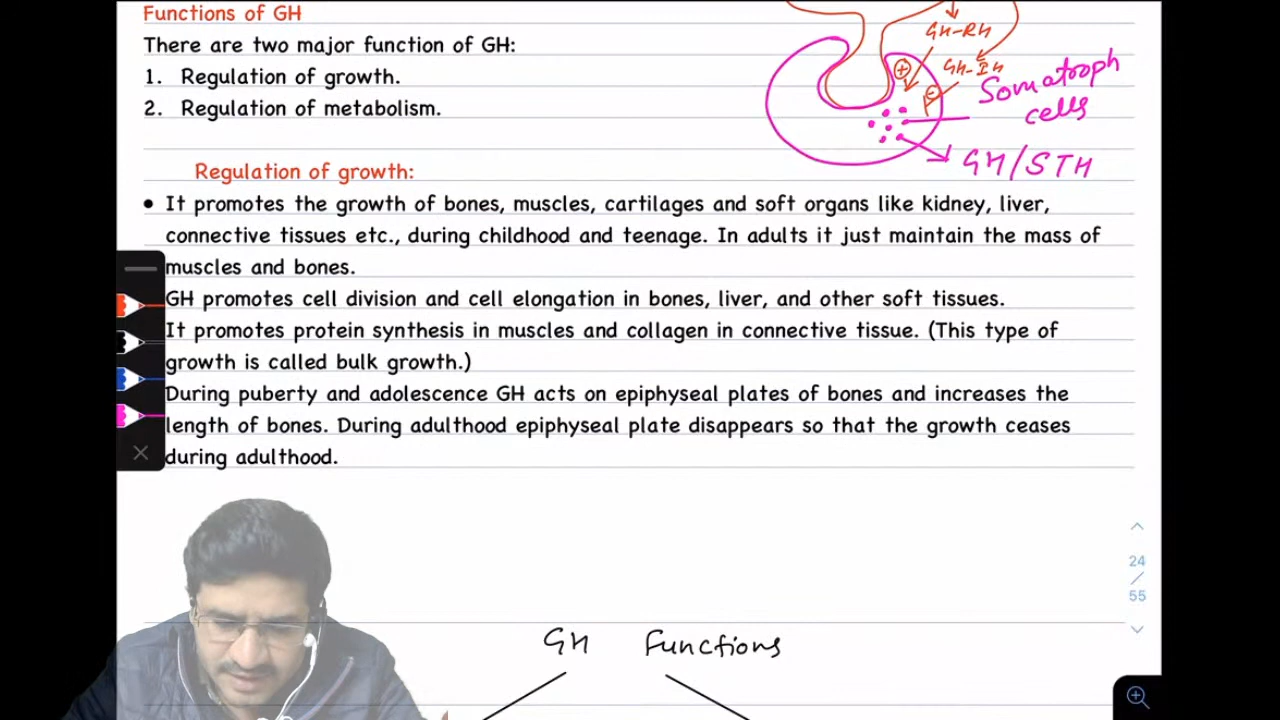 Functions of GH
There are two major function of GH:
1. Regulation of growth.
2. Regulation of metabolism.
GH-RH
GH-IH
+
-
Somatroph
cells
GH/STH
Regulation of growth:
• It promotes the growth of bones, muscles, cartilages and soft organs like kidney, liver,
connective tissues etc., during childhood and teenage. In adults it just maintain the mass of
muscles and bones.
GH promotes cell division and cell elongation in bones, liver, and other soft tissues.
It promotes protein synthesis in muscles and collagen in connective tissue. (This type of
growth is called bulk growth.)
During puberty and adolescence GH acts on epiphyseal plates of bones and increases the
length of bones. During adulthood epiphyseal plate disappears so that the growth ceases
during adulthood.
24
/
55
GH Functions